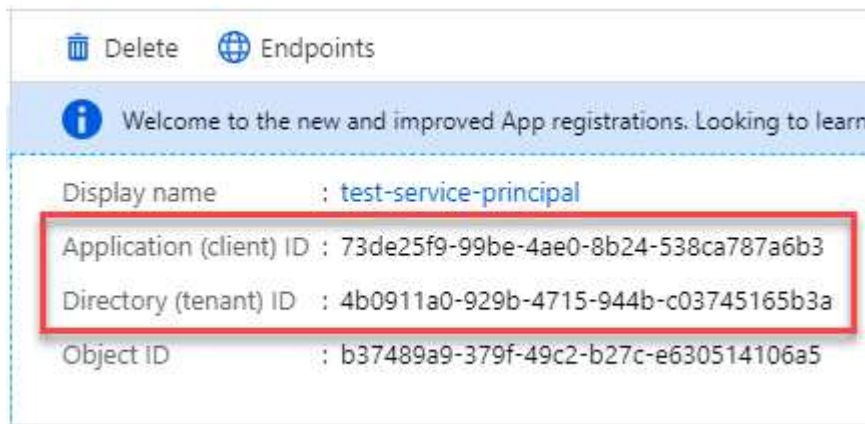 Delete Endpoints
Welcome to the new and improved App registrations. Looking to learn
Display name : test-service-principal
Application (client) ID : 73de25f9-99be-4ae0-8b24-538ca787a6b3
Directory (tenant) ID : 4b0911a0-929b-4715-944b-c03745165b3a
Object ID : b37489a9-379f-49c2-b27c-e630514106a5